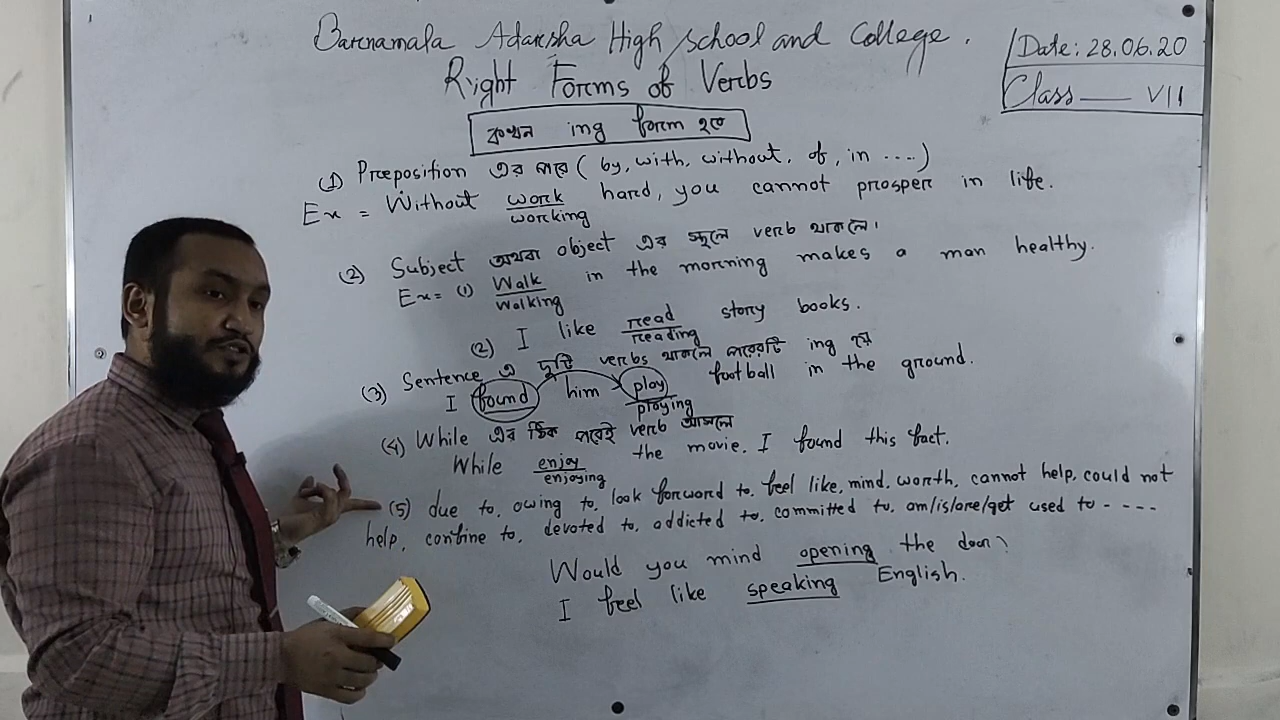 Barnamala Adarsha High School and College.
Date: 28.06.20
Right Forms of Verbs
Class — VII
কখন ing form হবে
(1) Preposition এর পরে (by, with, without, of, in ....)
Ex = Without work hard, you cannot prosper in life.
working
(2) Subject অথবা object এর স্থলে verb থাকলে।
Ex = (1) Walk in the morning makes a man healthy.
walking
(2) I like read story books.
reading
(3) Sentence এ দুটি verbs থাকলে পরেরটি ing হয়
I found him play football in the ground.
playing
(4) While এর ঠিক পরেই verb আসলে
While enjoy the movie. I found this fact.
enjoying
(5) due to, owing to, look forward to, feel like, mind, worth, cannot help, could not
help, confine to, devoted to, addicted to, committed to, am/is/are/get used to - - - -
Would you mind opening the door?
I feel like speaking English.